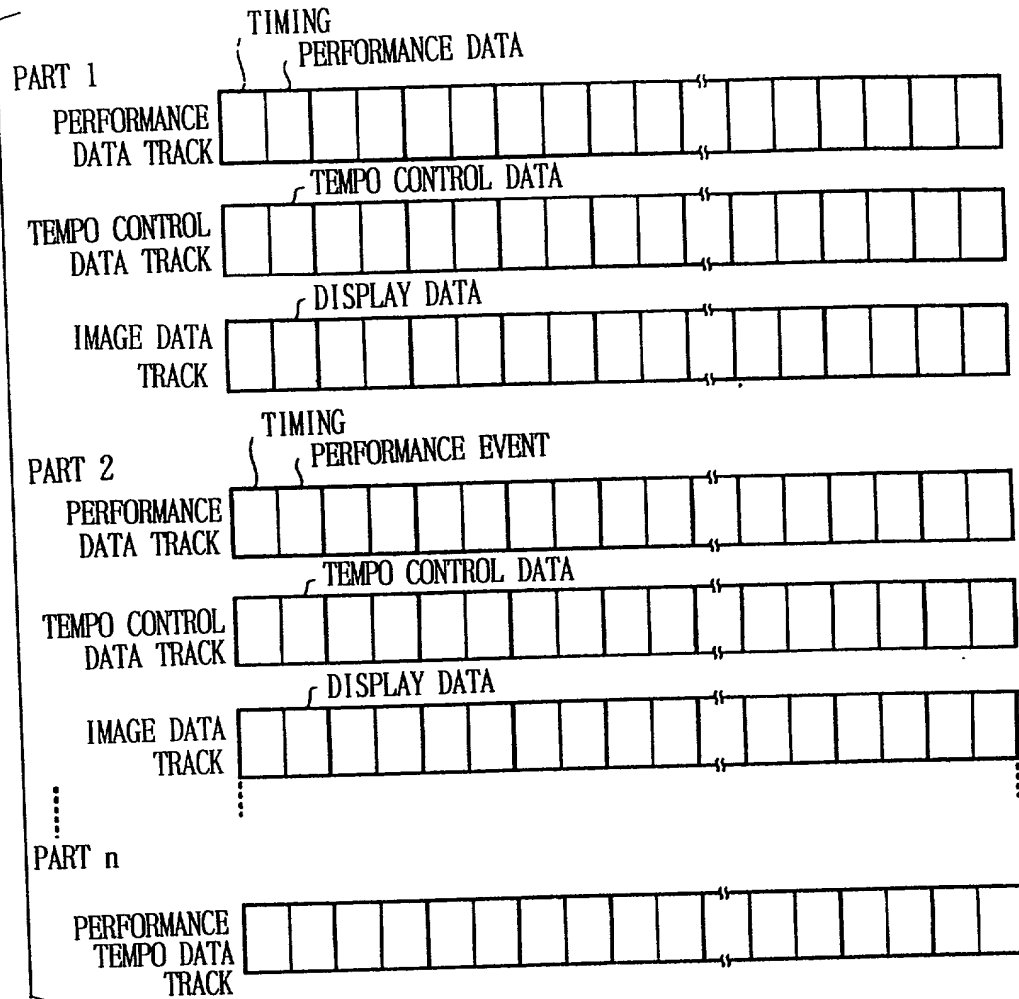 TIMING
PERFORMANCE DATA
PART 1
PERFORMANCE
DATA TRACK
TEMPO CONTROL DATA
TEMPO CONTROL
DATA TRACK
DISPLAY DATA
IMAGE DATA
TRACK
TIMING
PERFORMANCE EVENT
PART 2
PERFORMANCE
DATA TRACK
TEMPO CONTROL DATA
TEMPO CONTROL
DATA TRACK
DISPLAY DATA
IMAGE DATA
TRACK
PART n
PERFORMANCE
TEMPO DATA
TRACK